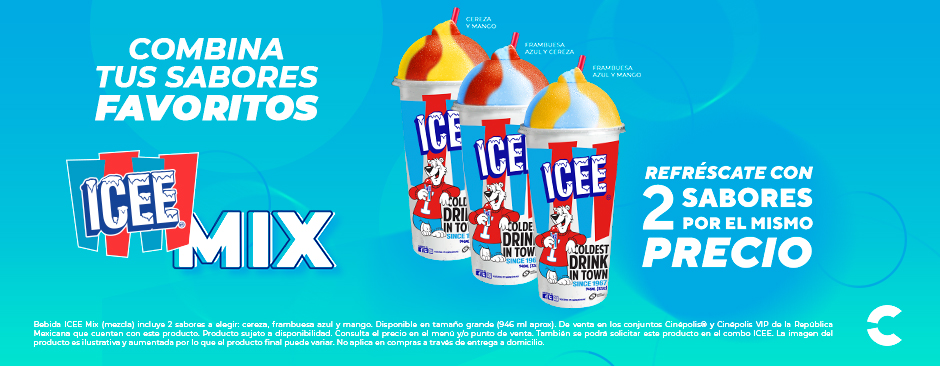 COMBINA
TUS SABORES
FAVORITOS
ICEE
MIX
CEREZA
Y MANGO
FRAMBUESA
AZUL Y CEREZA
FRAMBUESA
AZUL Y MANGO
ICEE
ICEE
ICEE
COLDEST
DRINK
IN TOWN
SINCE 1967
REFRÉSCATE CON
2 SABORES
POR EL MISMO
PRECIO
Bebida ICEE Mix (mezcla) incluye 2 sabores a elegir: cereza, frambuesa azul y mango. Disponible en tamaño grande (946 ml aprox). De venta en los conjuntos Cinépolis® y Cinépolis VIP de la República
Mexicana que cuenten con este producto. Producto sujeto a disponibilidad. Consulta el precio en el menú y/o punto de venta. También se podrá solicitar este producto en el combo ICEE. La imagen del
producto es ilustrativa y aumentada por lo que el producto final puede variar. No aplica en compras a través de entrega a domicilio.